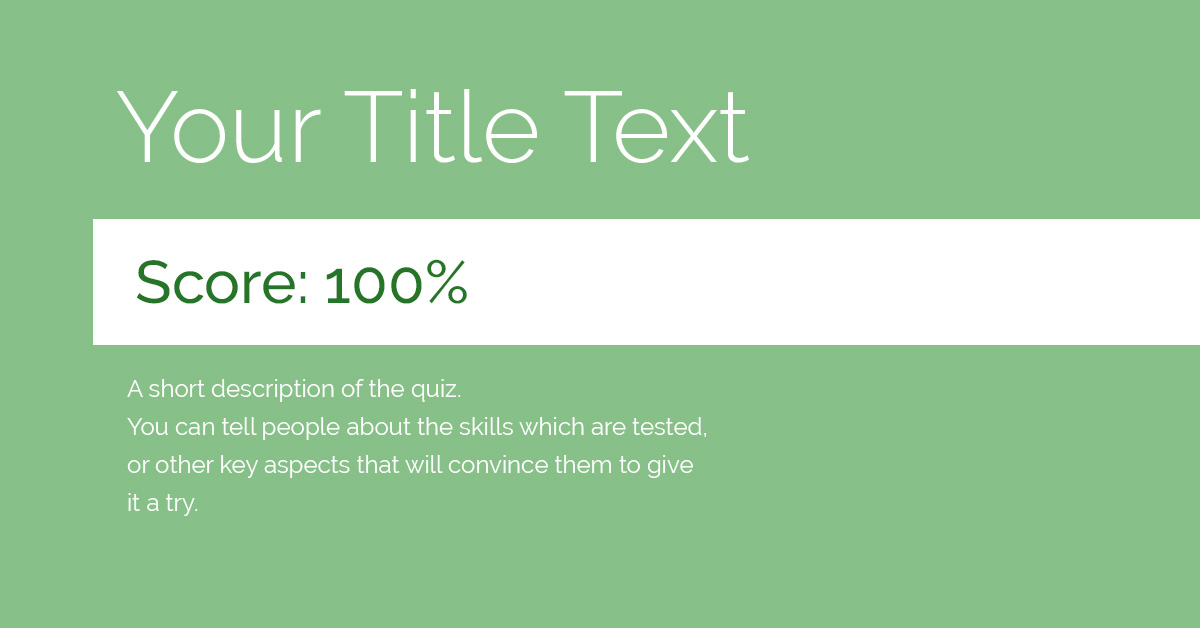 Your Title Text
Score: 100%
A short description of the quiz.
You can tell people about the skills which are tested,
or other key aspects that will convince them to give
it a try.